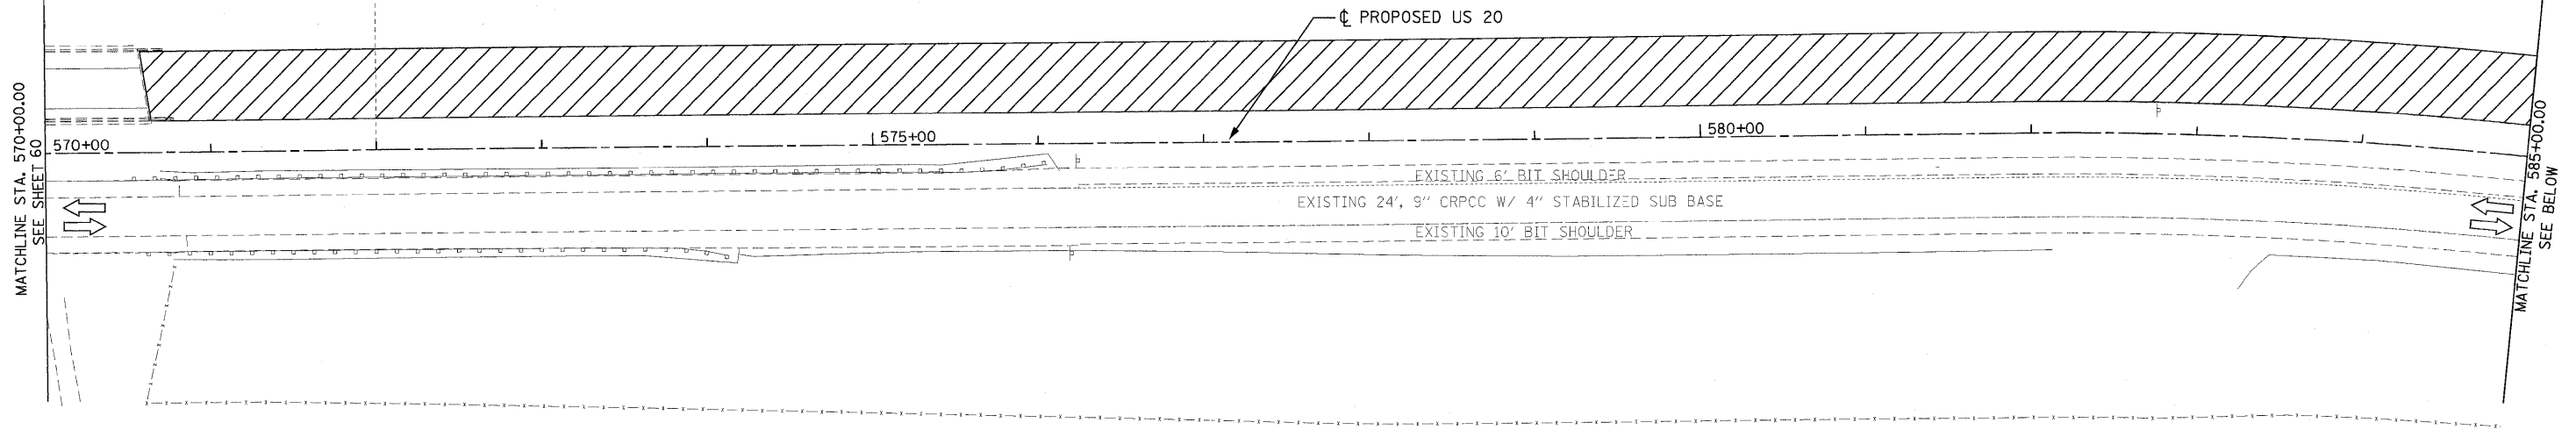 ℄ PROPOSED US 20
MATCHLINE STA. 570+00.00
SEE SHEET 60
570+00
575+00
580+00
EXISTING 6' BIT SHOULDER
EXISTING 24', 9" CRPCC W/ 4" STABILIZED SUB BASE
EXISTING 10' BIT SHOULDER
MATCHLINE STA. 585+00.00
SEE BELOW